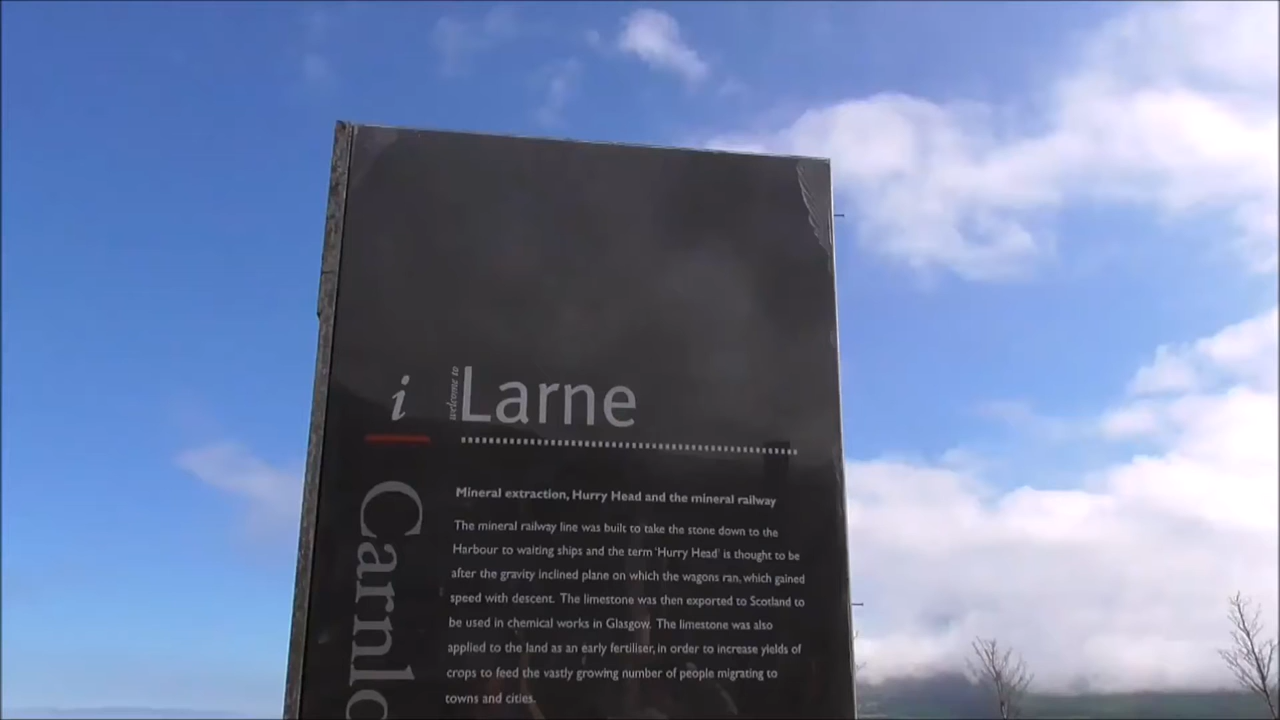 i
welcome to
Larne
Mineral extraction, Hurry Head and the mineral railway
The mineral railway line was built to take the stone down to the
Harbour to waiting ships and the term 'Hurry Head' is thought to be
after the gravity inclined plane on which the wagons ran, which gained
speed with descent. The limestone was then exported to Scotland to
be used in chemical works in Glasgow. The limestone was also
applied to the land as an early fertiliser, in order to increase yields of
crops to feed the vastly growing number of people migrating to
towns and cities.